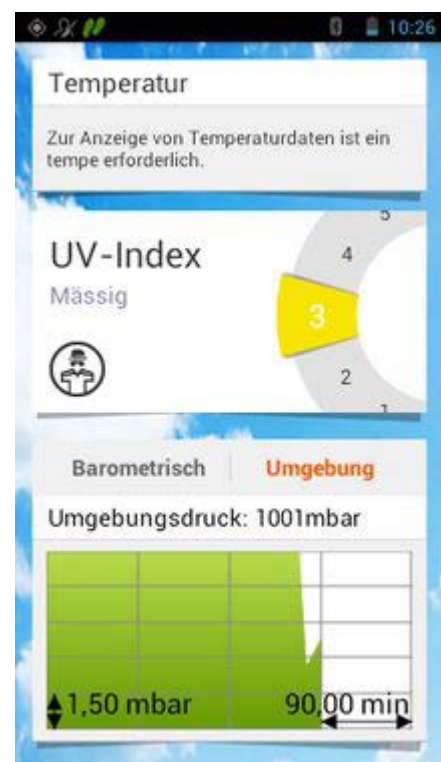 10:26
Temperatur
Zur Anzeige von Temperaturdaten ist ein
tempe erforderlich.
5
UV-Index
4
Mässig
3
2
1
Barometrisch Umgebung
Umgebungsdruck: 1001mbar
1,50 mbar 90,00 min